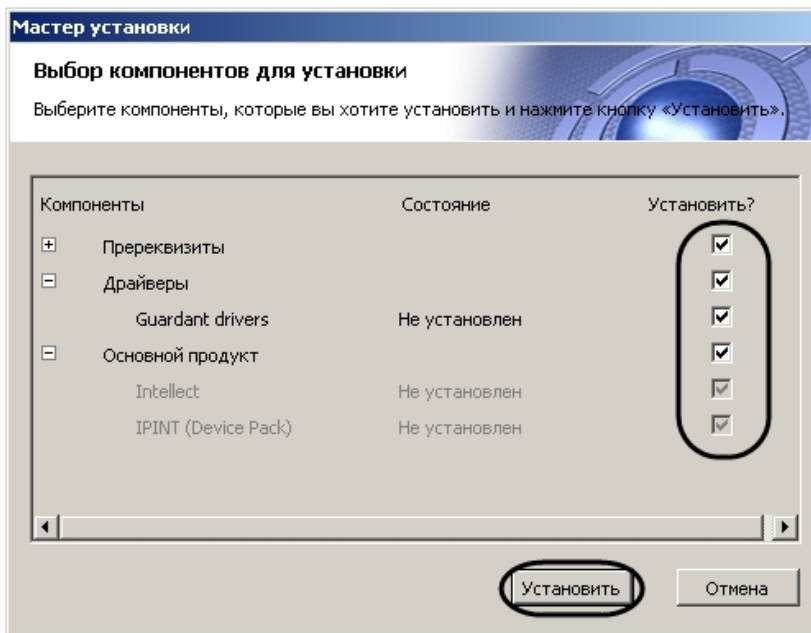 Мастер установки
Выбор компонентов для установки
Выберите компоненты, которые вы хотите установить и нажмите кнопку «Установить».
Компоненты Состояние Установить?
Пререквизиты
Драйверы
Guardant drivers Не установлен
Основной продукт
Intellect Не установлен
IPINT (Device Pack) Не установлен
Установить Отмена